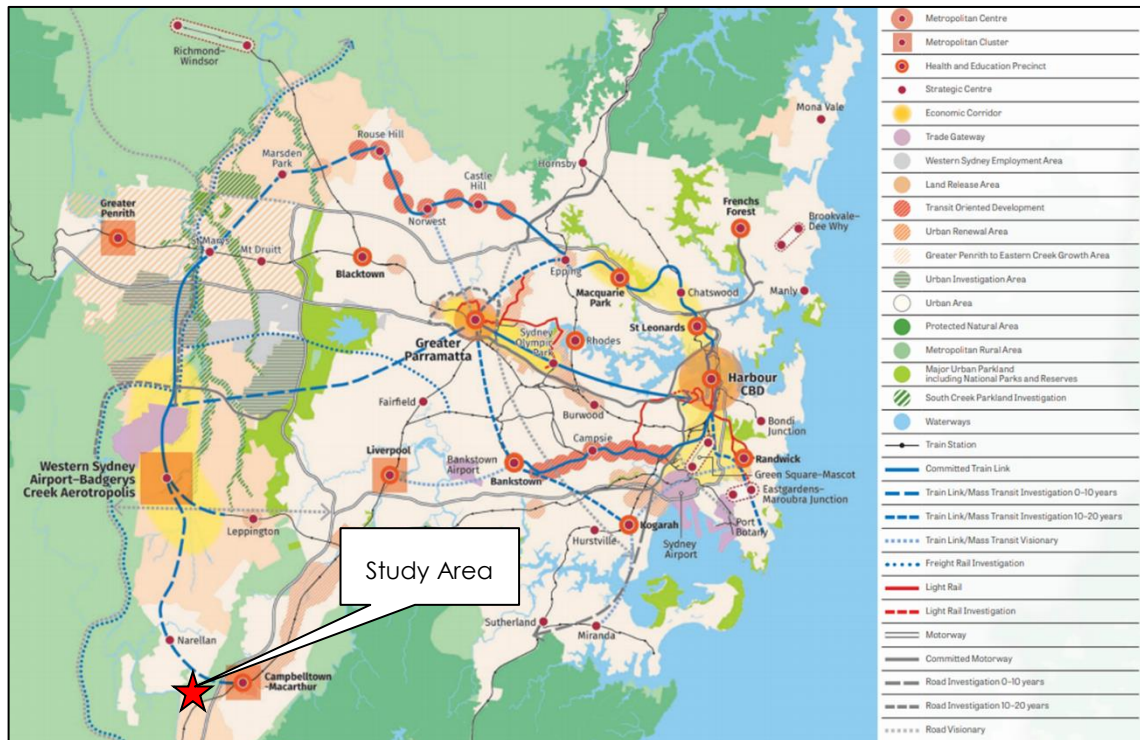 Richmond–
Windsor
Mona Vale
Rouse Hill
Marsden
Park
Hornsby
Castle
Hill
Norwest
Greater
Penrith
Frenchs
Forest
Brookvale–
Dee Why
St Marys
Mt Druitt
Blacktown
Epping
Macquarie
Park
Chatswood
Manly
St Leonards
Greater
Parramatta
Sydney
Olympic
Park
Rhodes
Harbour
CBD
Fairfield
Burwood
Bondi
Junction
Campsie
Liverpool
Bankstown
Airport
Bankstown
Randwick
Western Sydney
Airport–Badgerys
Creek Aerotropolis
Green Square–Mascot
Eastgardens–
Maroubra Junction
Leppington
Kogarah
Hurstville
Sydney
Airport
Port
Botany
Study Area
Narellan
Sutherland
Miranda
Campbelltown
-Macarthur
Metropolitan Centre
Metropolitan Cluster
Health and Education Precinct
Strategic Centre
Economic Corridor
Trade Gateway
Western Sydney Employment Area
Land Release Area
Transit Oriented Development
Urban Renewal Area
Greater Penrith to Eastern Creek Growth Area
Urban Investigation Area
Urban Area
Protected Natural Area
Metropolitan Rural Area
Major Urban Parkland
including National Parks and Reserves
South Creek Parkland Investigation
Waterways
Train Station
Committed Train Link
Train Link/Mass Transit Investigation 0–10 years
Train Link/Mass Transit Investigation 10–20 years
Train Link/Mass Transit Visionary
Freight Rail Investigation
Light Rail
Light Rail Investigation
Motorway
Committed Motorway
Road Investigation 0–10 years
Road Investigation 10–20 years
Road Visionary